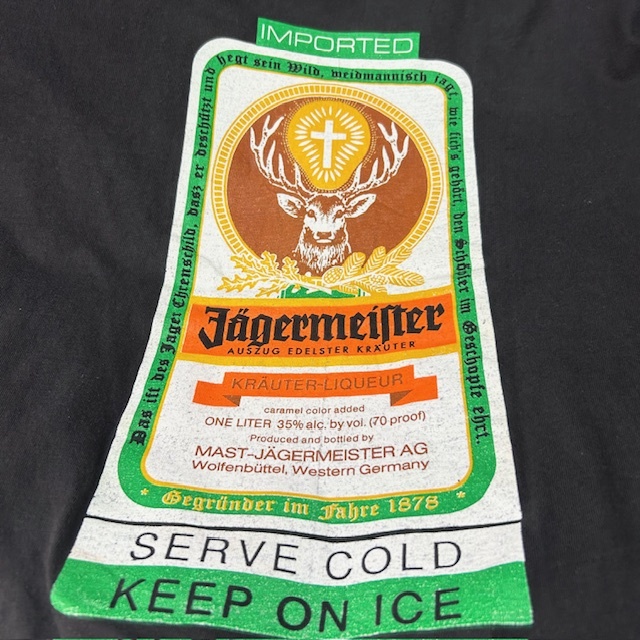 IMPORTED
Das ist des Jager Ehrenschild, dasz er beschützt und hegt sein Wild, weidmannisch jagt, wie sich's gehört, den Schöpfer im Geschöpfe ehrt.
Jägermeister
AUSZUG EDELSTER KRÄUTER
KRÄUTER-LIQUEUR
caramel color added
ONE LITER 35% alc. by vol. (70 proof)
Produced and bottled by
MAST-JÄGERMEISTER AG
Wolfenbüttel, Western Germany
* Gegründer im Jahre 1878 *
SERVE COLD
KEEP ON ICE